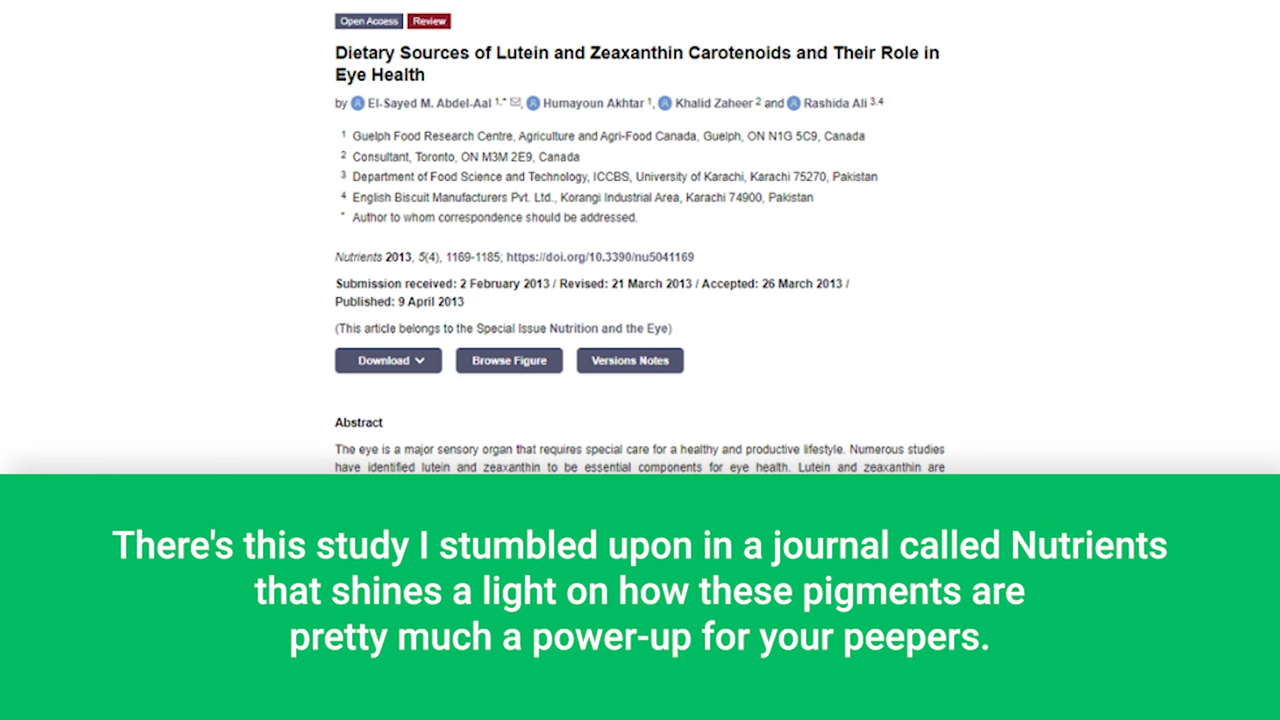 Open Access Review
Dietary Sources of Lutein and Zeaxanthin Carotenoids and Their Role in
Eye Health
by El-Sayed M. Abdel-Aal 1,* , Humayoun Akhtar 1, Khalid Zaheer 2 and Rashida Ali 3,4
1 Guelph Food Research Centre, Agriculture and Agri-Food Canada, Guelph, ON N1G 5C9, Canada
2 Consultant, Toronto, ON M3M 2E9, Canada
3 Department of Food Science and Technology, ICCBS, University of Karachi, Karachi 75270, Pakistan
4 English Biscuit Manufacturers Pvt. Ltd., Korangi Industrial Area, Karachi 74900, Pakistan
* Author to whom correspondence should be addressed.
Nutrients 2013, 5(4), 1169-1185; https://doi.org/10.3390/nu5041169
Submission received: 2 February 2013 / Revised: 21 March 2013 / Accepted: 26 March 2013 /
Published: 9 April 2013
(This article belongs to the Special Issue Nutrition and the Eye)
Download Browse Figure Versions Notes
Abstract
The eye is a major sensory organ that requires special care for a healthy and productive lifestyle. Numerous studies
have identified lutein and zeaxanthin to be essential components for eye health. Lutein and zeaxanthin are
There's this study I stumbled upon in a journal called Nutrients
that shines a light on how these pigments are
pretty much a power-up for your peepers.